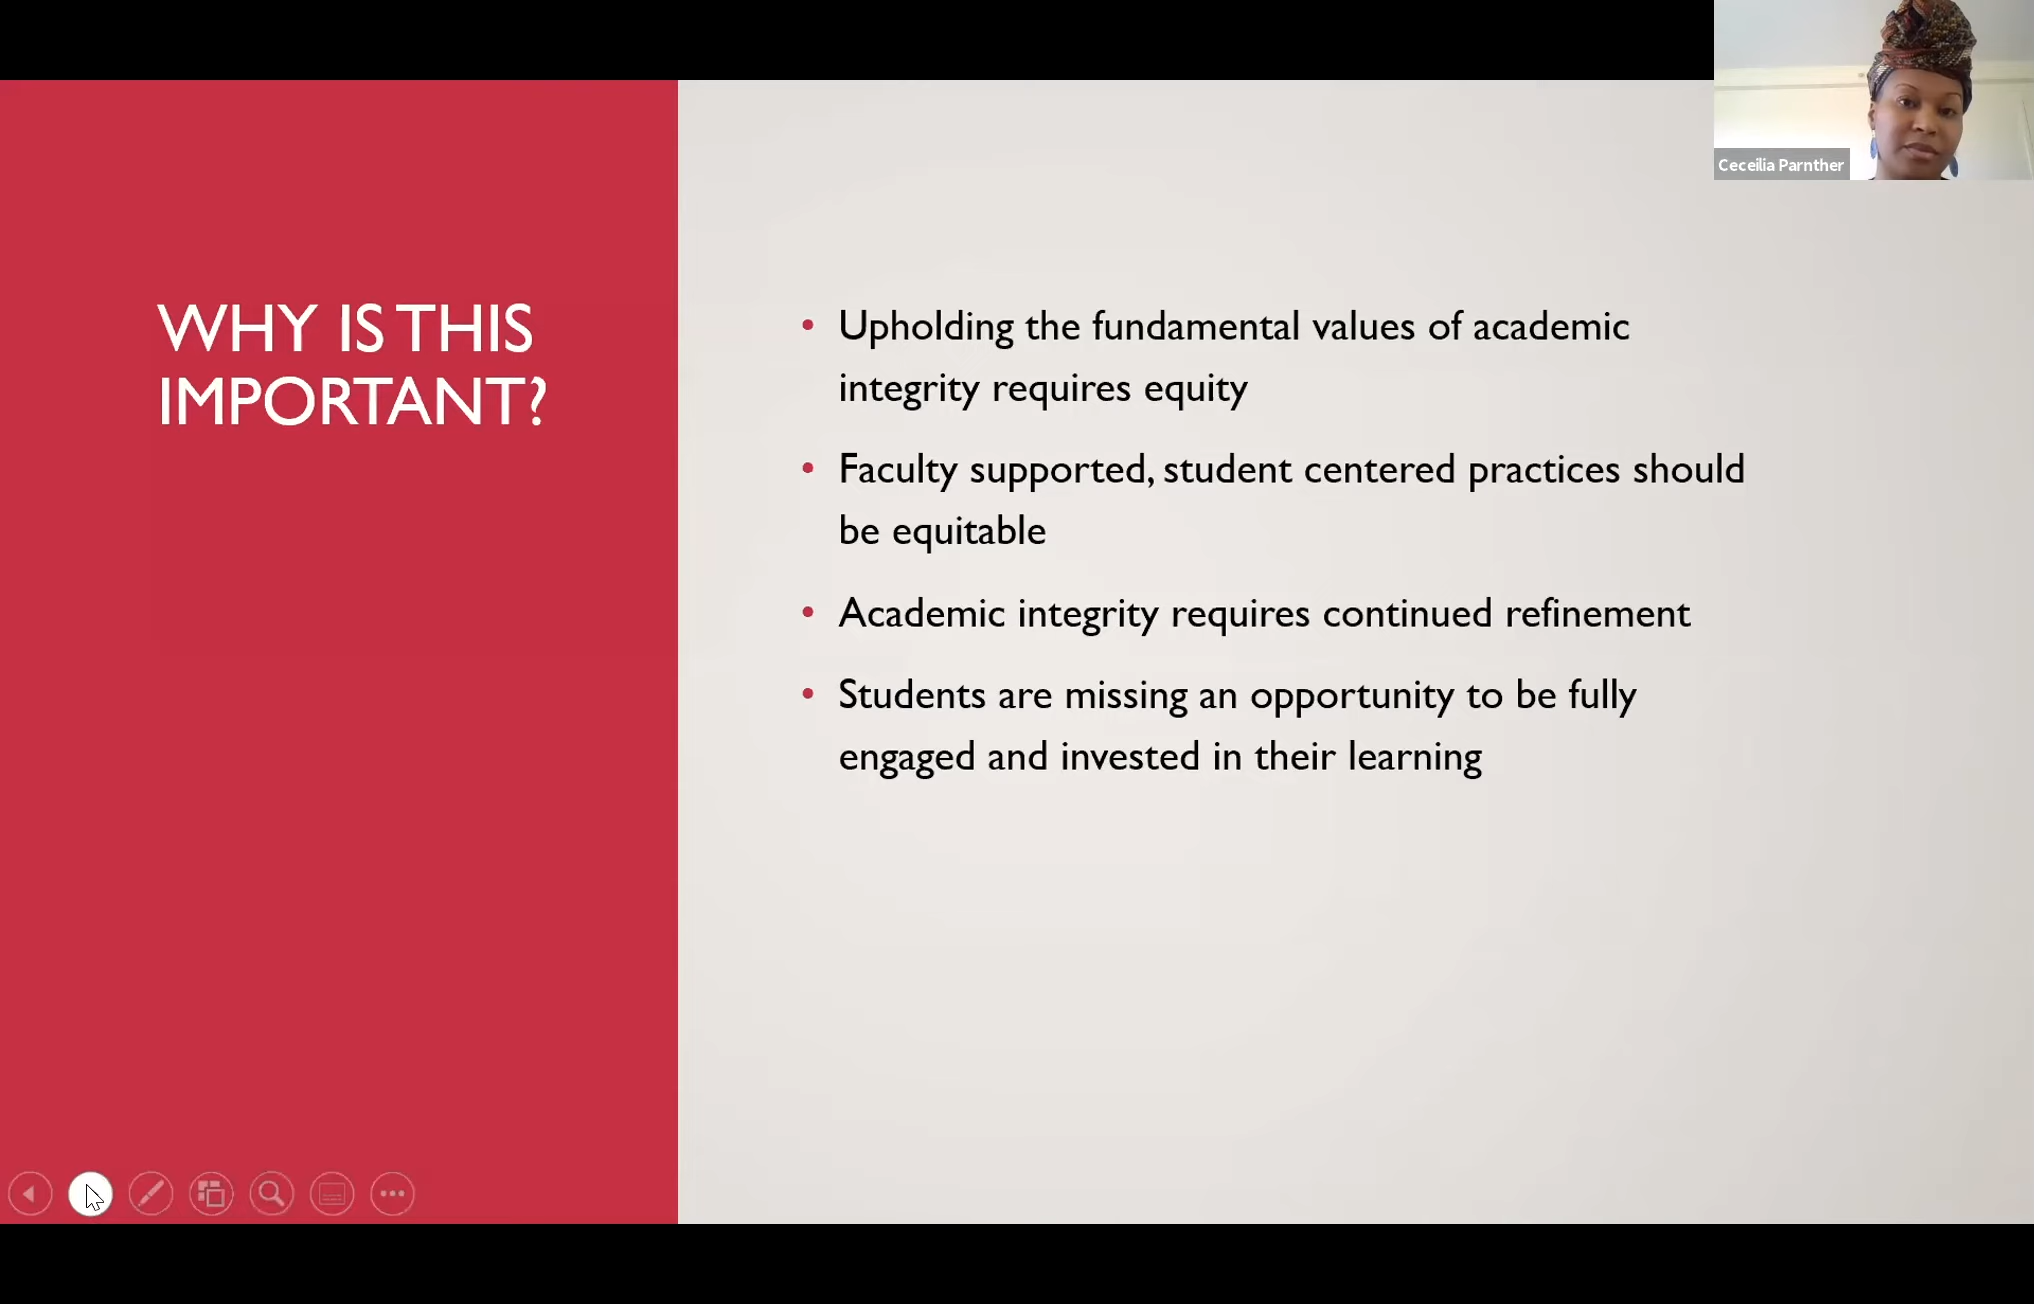 Ceceilia Parnther
WHY IS THIS
IMPORTANT?
• Upholding the fundamental values of academic
integrity requires equity
• Faculty supported, student centered practices should
be equitable
• Academic integrity requires continued refinement
• Students are missing an opportunity to be fully
engaged and invested in their learning